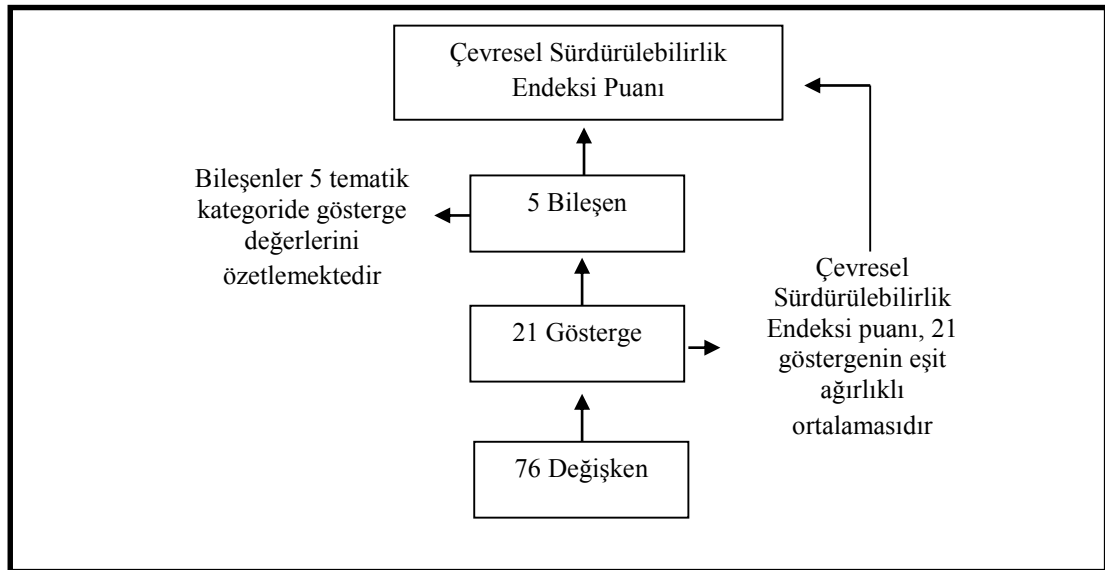 Çevresel Sürdürülebilirlik
Endeksi Puanı
Bileşenler 5 tematik
kategoride gösterge
değerlerini
özetlemektedir
5 Bileşen
21 Gösterge
Çevresel
Sürdürülebilirlik
Endeksi puanı, 21
göstergenin eşit
ağırlıklı
ortalamasıdır
76 Değişken